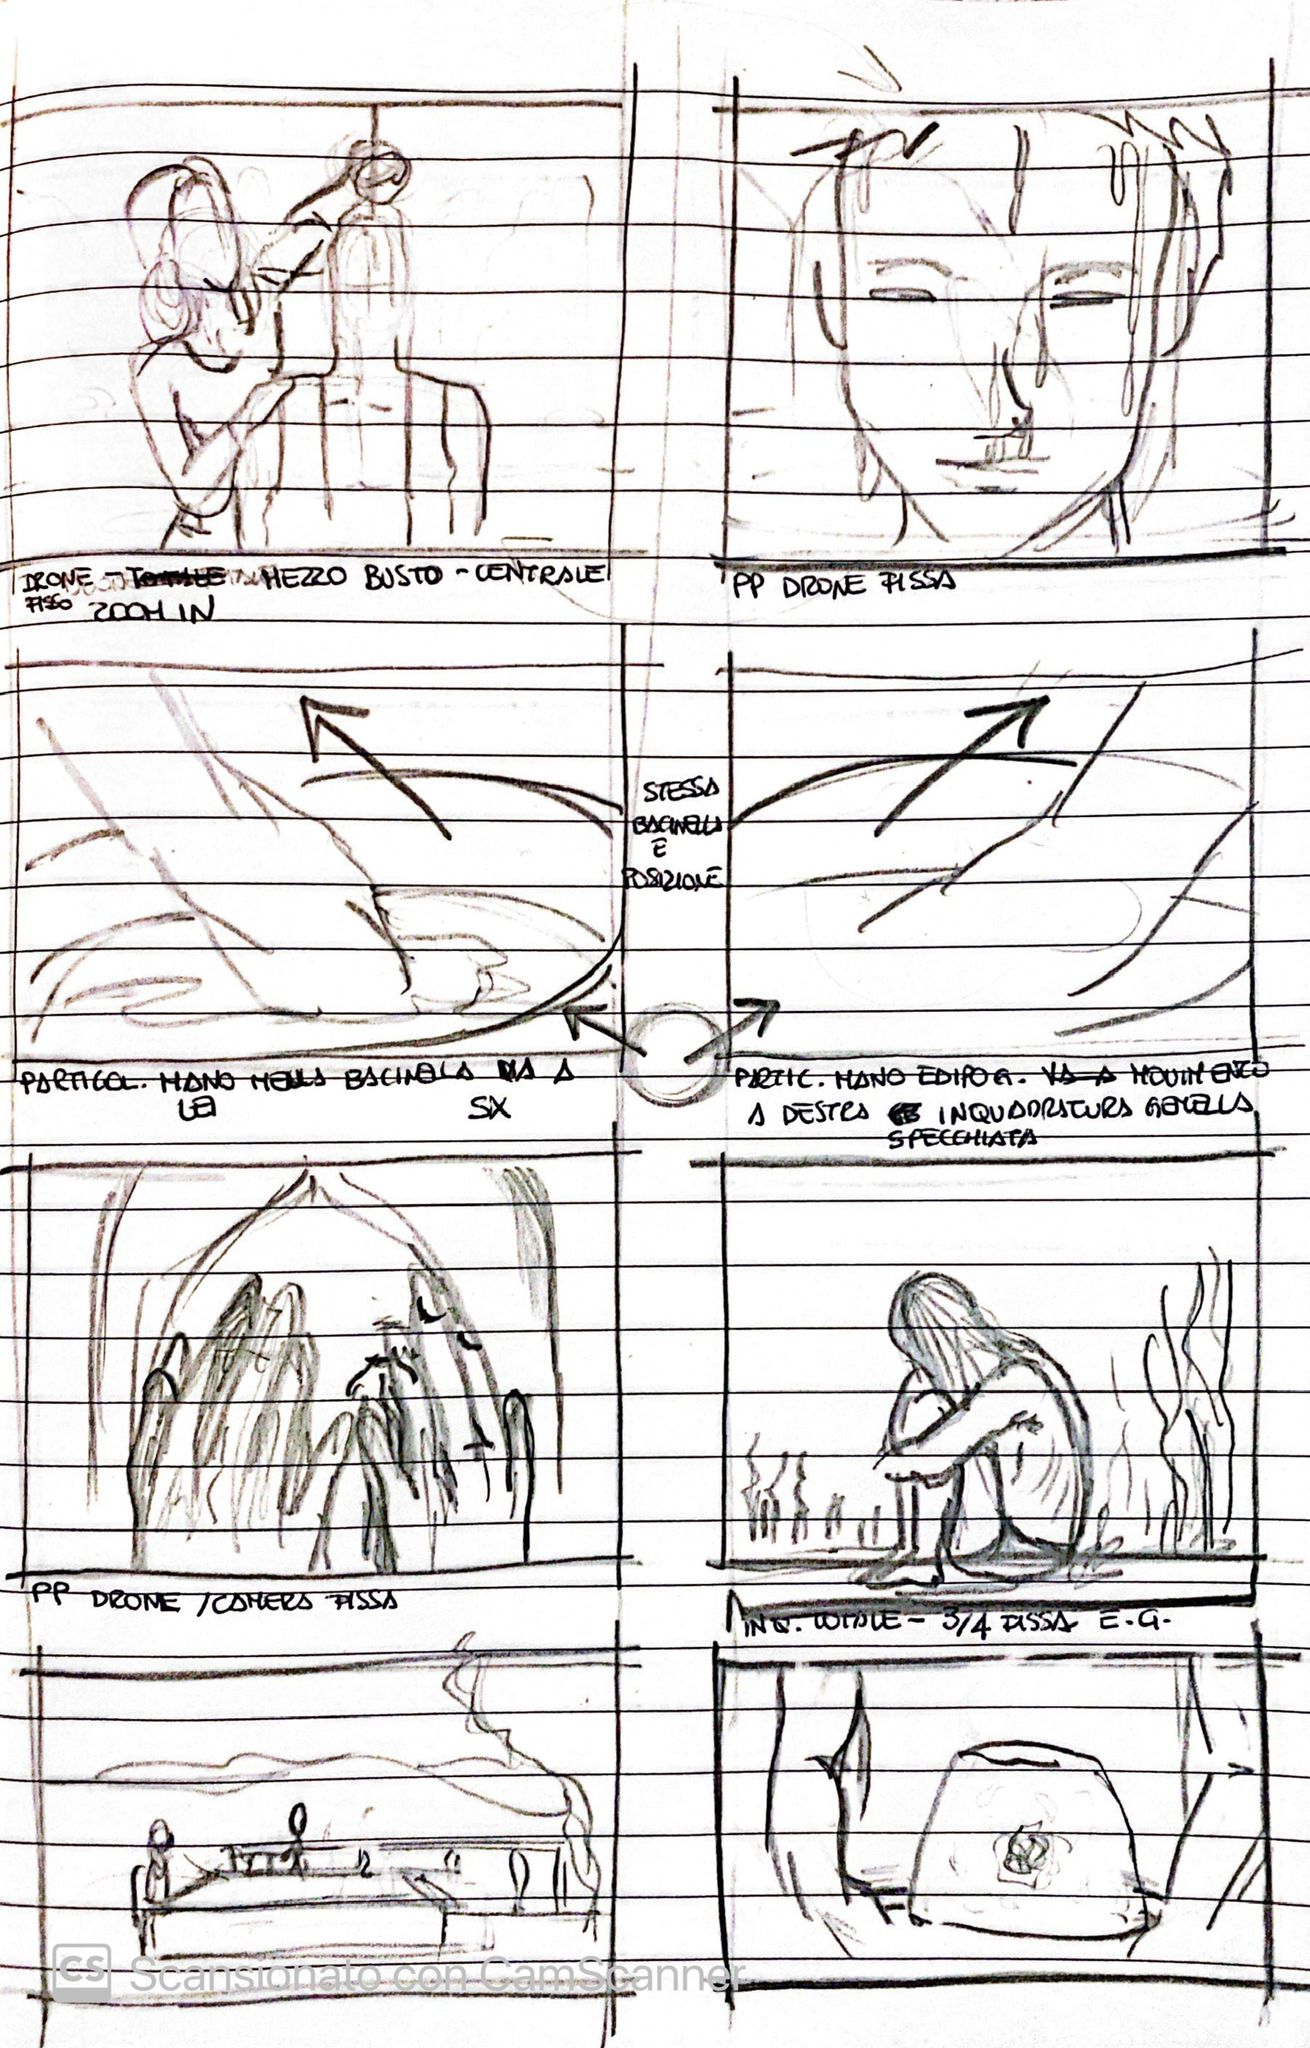 DRONE - TOTALE MEZZO BUSTO - CENTRALE
FISSO ZOOM IN
PP DRONE FISSA
STESSA
BACINELLA
E
POSIZIONE
PARTICOL. MANO NELLA BACINELLA VA A
LEI SX
PARTIC. MANO EDIPO G. VA A MOVIMENTO
A DESTRA INQUADRATURA GEMELLA
SPECCHIATA
PP DRONE / CAMERA FISSA
INQ. TOTALE - 3/4 FISSA E.G.
CS Scansionato con CamScanner